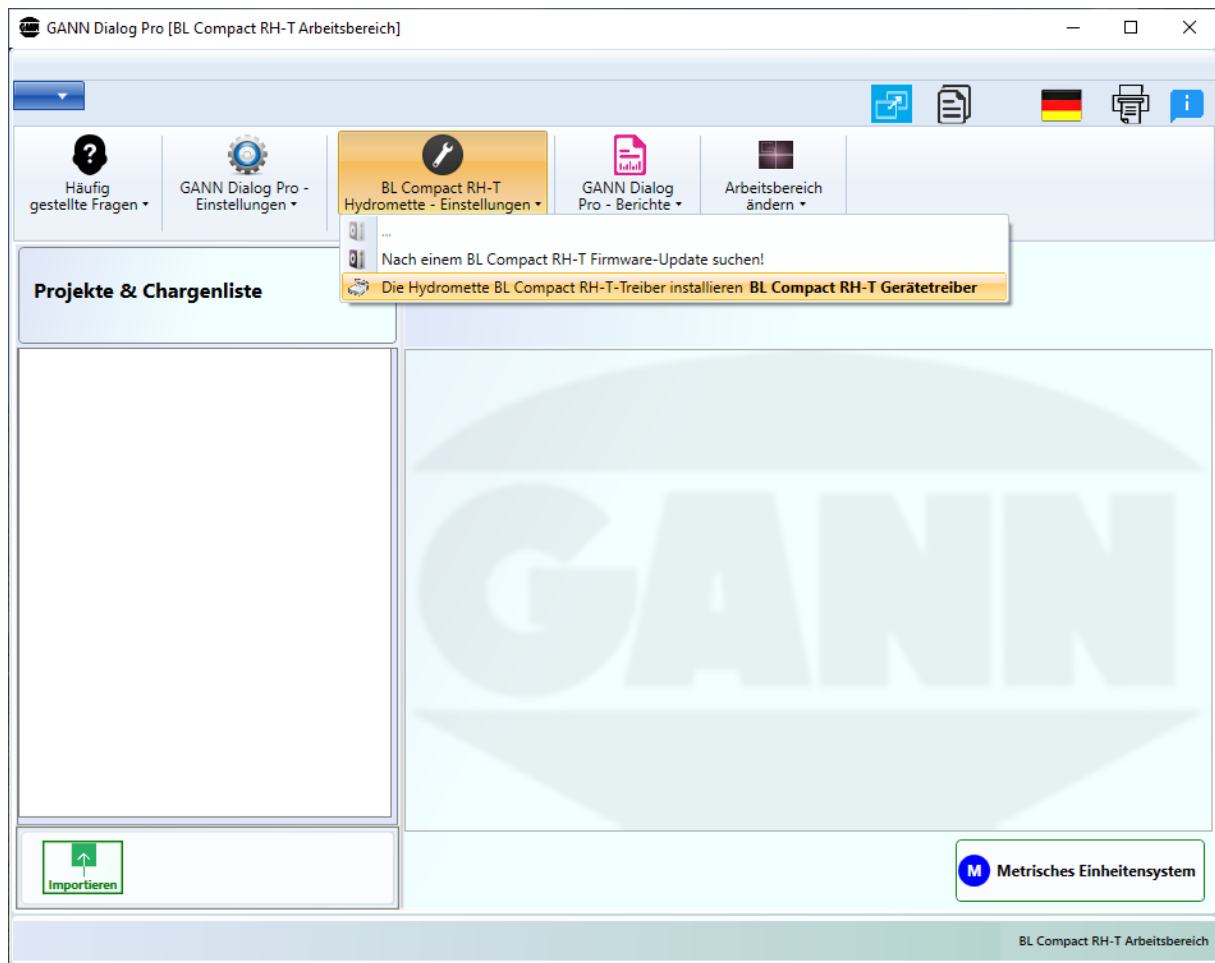 GANN Dialog Pro [BL Compact RH-T Arbeitsbereich]
Häufig
gestellte Fragen
GANN Dialog Pro -
Einstellungen
BL Compact RH-T
Hydromette - Einstellungen
GANN Dialog
Pro - Berichte
Arbeitsbereich
ändern
...
Nach einem BL Compact RH-T Firmware-Update suchen!
Die Hydromette BL Compact RH-T-Treiber installieren BL Compact RH-T Gerätetreiber
Projekte & Chargenliste
GANN
Importieren
M Metrisches Einheitensystem
BL Compact RH-T Arbeitsbereich